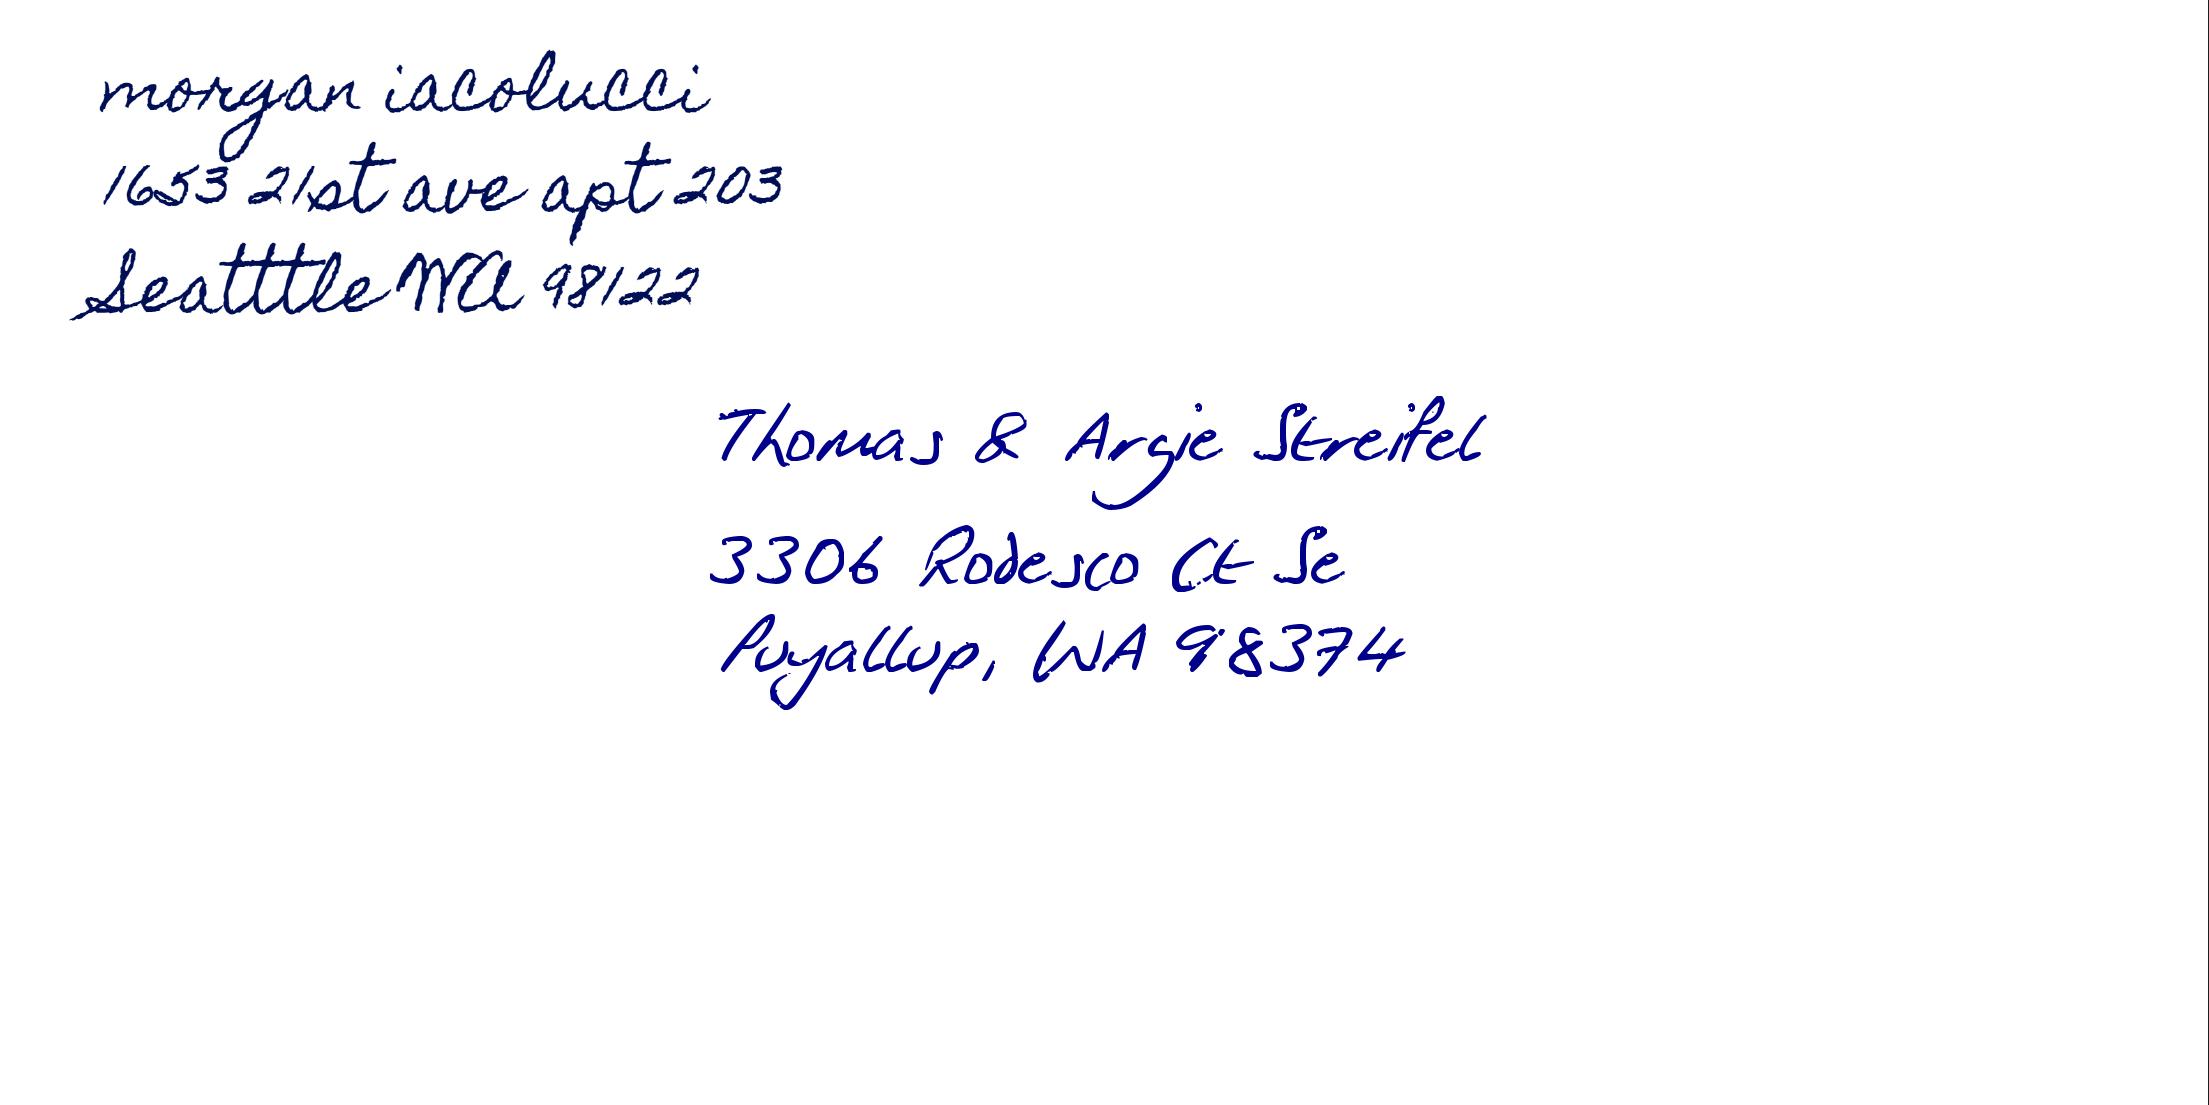 morgan iacolucci
1653 21st ave apt 203
Seatttle WA 98122
Thomas & Argie Streifel
3306 Rodesco Ct Se
Puyallup, WA 98374